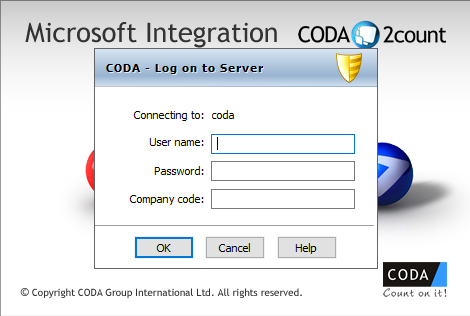 Microsoft Integration CODA 2count
CODA - Log on to Server
Connecting to: coda
User name:
Password:
Company code:
OK Cancel Help
CODA
Count on it!
© Copyright CODA Group International Ltd. All rights reserved.